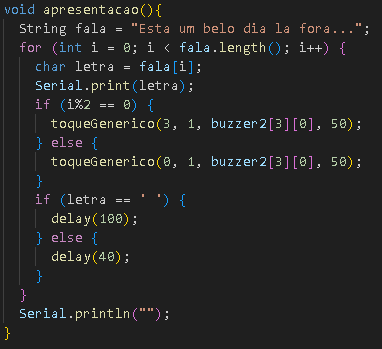 void apresentacao(){
  String fala = "Esta um belo dia la fora...";
  for (int i = 0; i < fala.length(); i++) {
    char letra = fala[i];
    Serial.print(letra);
    if (i%2 == 0) {
      toqueGenerico(3, 1, buzzer2[3][0], 50);
    } else {
      toqueGenerico(0, 1, buzzer2[3][0], 50);
    }
    if (letra == ' ') {
      delay(100);
    } else {
      delay(40);
    }
  }
  Serial.println("");
}